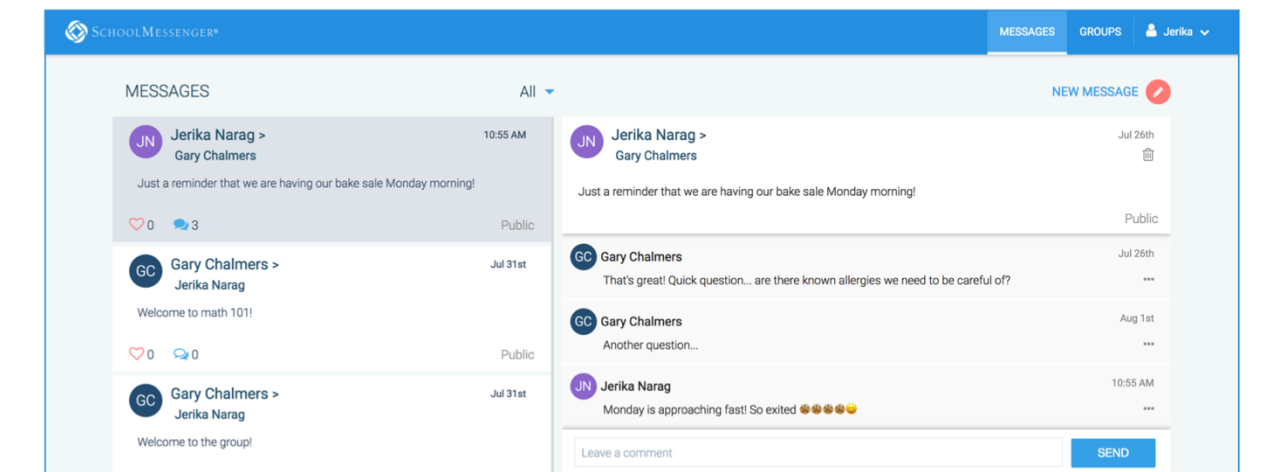 SCHOOLMESSENGER®
MESSAGES
GROUPS
Jerika
MESSAGES
All
NEW MESSAGE
JN
Jerika Narag >
10:55 AM
Gary Chalmers
Just a reminder that we are having our bake sale Monday morning!
0
3
Public
GC
Gary Chalmers >
Jul 31st
Jerika Narag
Welcome to math 101!
0
0
Public
GC
Gary Chalmers >
Jul 31st
Jerika Narag
Welcome to the group!
JN
Jerika Narag >
Jul 26th
Gary Chalmers
Just a reminder that we are having our bake sale Monday morning!
Public
GC
Gary Chalmers
Jul 26th
That's great! Quick question... are there known allergies we need to be careful of?
GC
Gary Chalmers
Aug 1st
Another question...
JN
Jerika Narag
10:55 AM
Monday is approaching fast! So exited 🍪🍪🍪🍪😋
Leave a comment
SEND